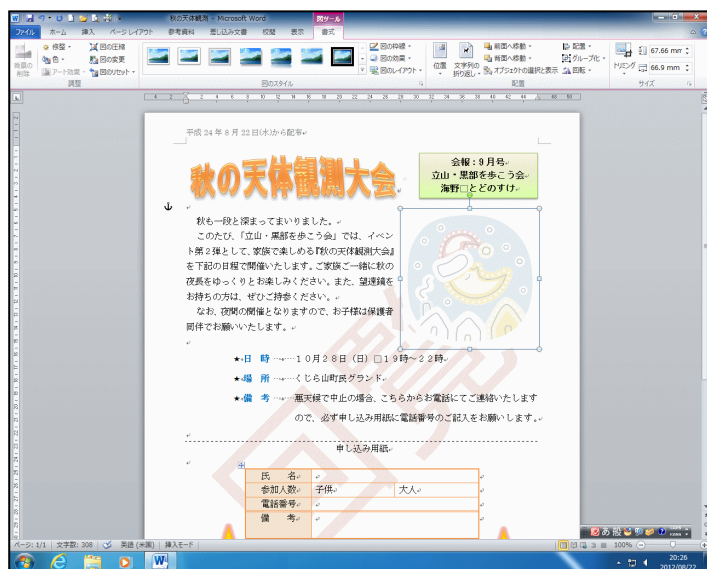 秋の天体観測 - Microsoft Word
図ツール
ファイル ホーム 挿入 ページ レイアウト 参考資料 差し込み文書 校閲 表示 書式
背景の削除
修整
色
アート効果
図の圧縮
図の変更
図のリセット
調整
図のスタイル
図の枠線
図の効果
図のレイアウト
位置
文字列の折り返し
前面へ移動
背面へ移動
オブジェクトの選択と表示
配置
グループ化
回転
配置
トリミング
67.66 mm
66.9 mm
サイズ
平成 24 年 8 月 22 日(水)から配布
秋の天体観測大会
会報：9月号
立山・黒部を歩こう会
海野□とどのすけ
秋も一段と深まってまいりました。
このたび、「立山・黒部を歩こう会」では、イベン
ト第２弾として、家族で楽しめる『秋の天体観測大会』
を下記の日程で開催いたします。ご家族ご一緒に秋の
夜長をゆっくりとお楽しみください。また、望遠鏡を
お持ちの方は、ぜひご持参ください。
なお、夜間の開催となりますので、お子様は保護者
同伴でお願いいたします。
★日　時 ……１０月２８日（日）□１９時～２２時
★場　所 ……くじら山町民グランド
★備　考 ……悪天候で中止の場合、こちらからお電話にてご連絡いたします
ので、必ず申し込み用紙に電話番号のご記入をお願いします。
回覧
申し込み用紙
氏　名
参加人数 子供 大人
電話番号
備　考
ページ: 1/1 文字数: 308 英語 (米国) 挿入モード 100%
あ 般
20:26
2012/08/22